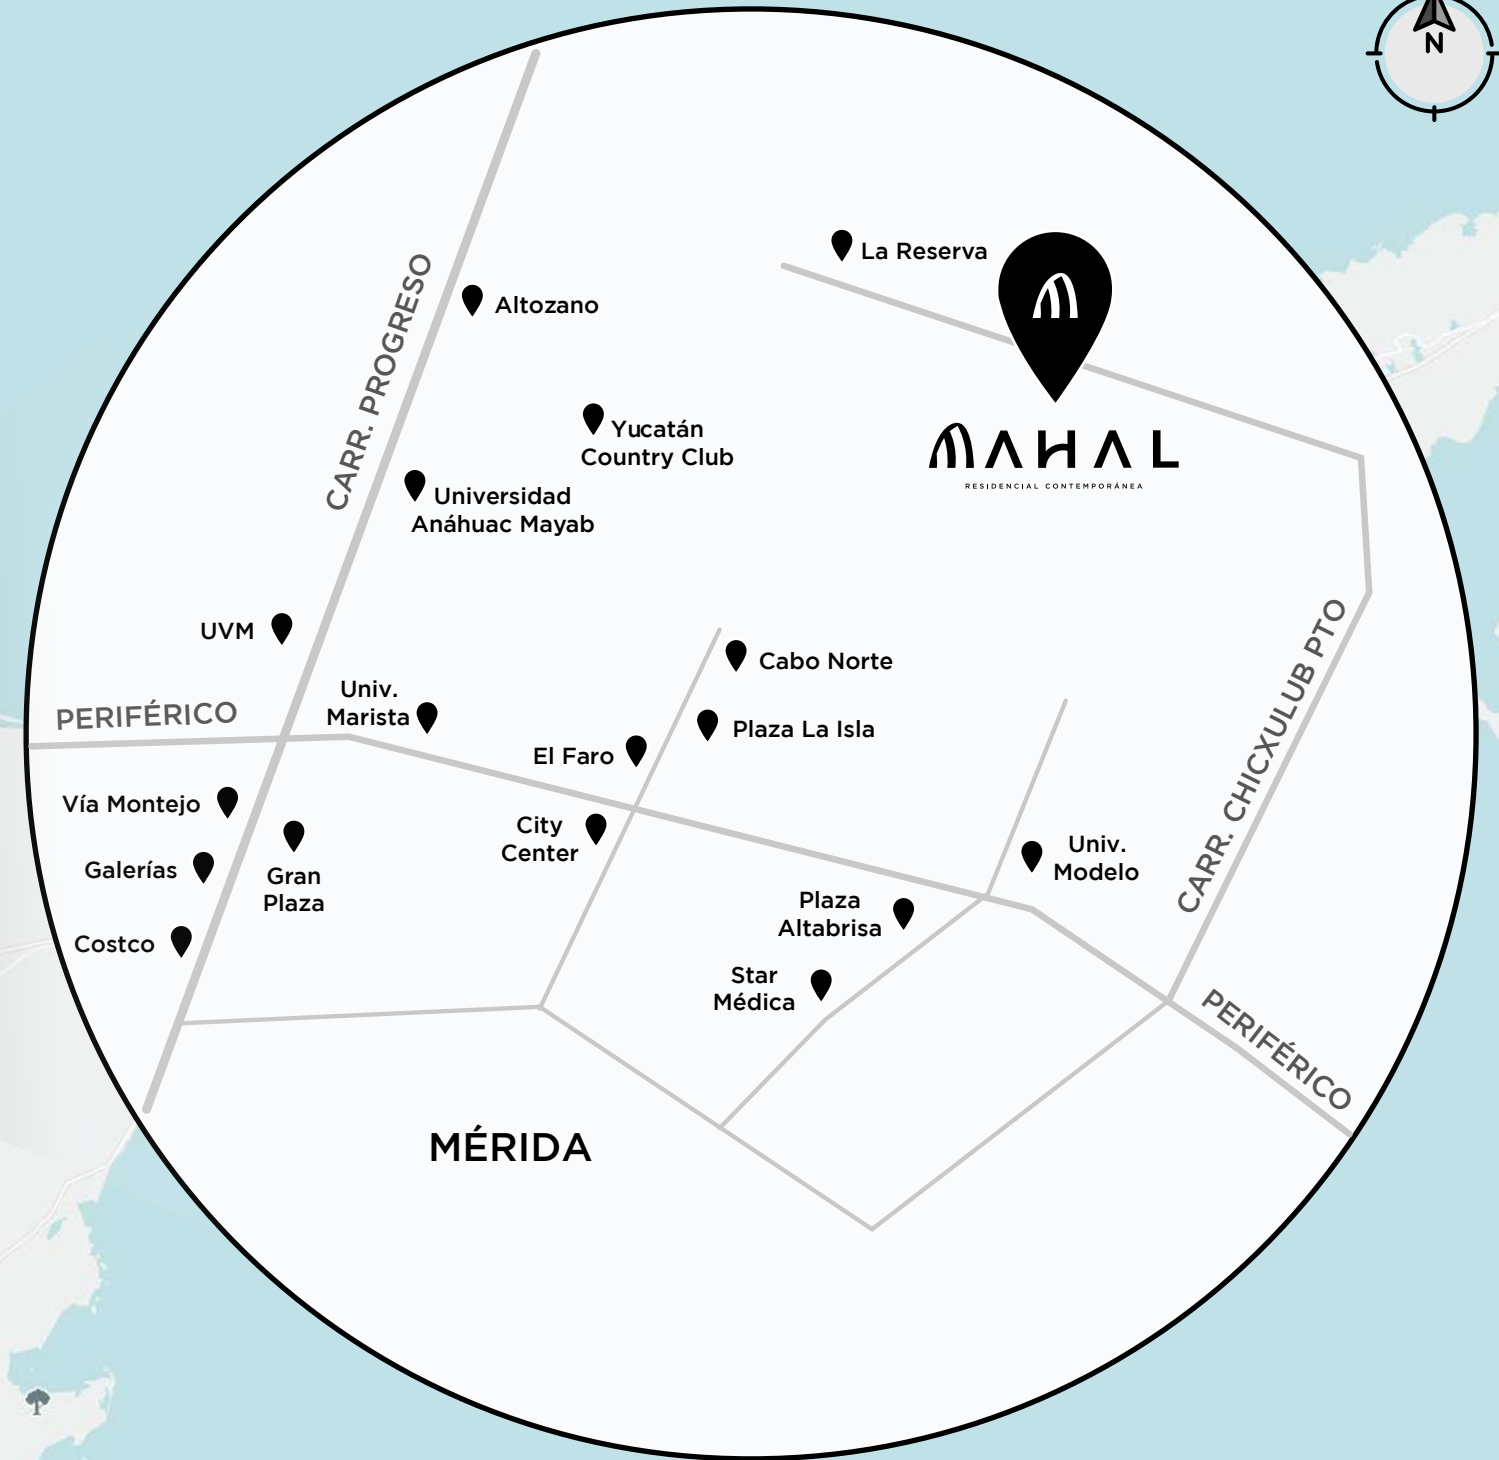 N
La Reserva
Altozano
CARR. PROGRESO
Yucatán
Country Club
MAHAL
RESIDENCIAL CONTEMPORÁNEA
Universidad
Anáhuac Mayab
UVM
Cabo Norte
Univ.
Marista
PERIFÉRICO
Plaza La Isla
El Faro
CARR. CHICXULUB PTO
Vía Montejo
City
Center
Univ.
Modelo
Galerías
Gran
Plaza
Plaza
Altabrisa
Costco
Star
Médica
PERIFÉRICO
MÉRIDA